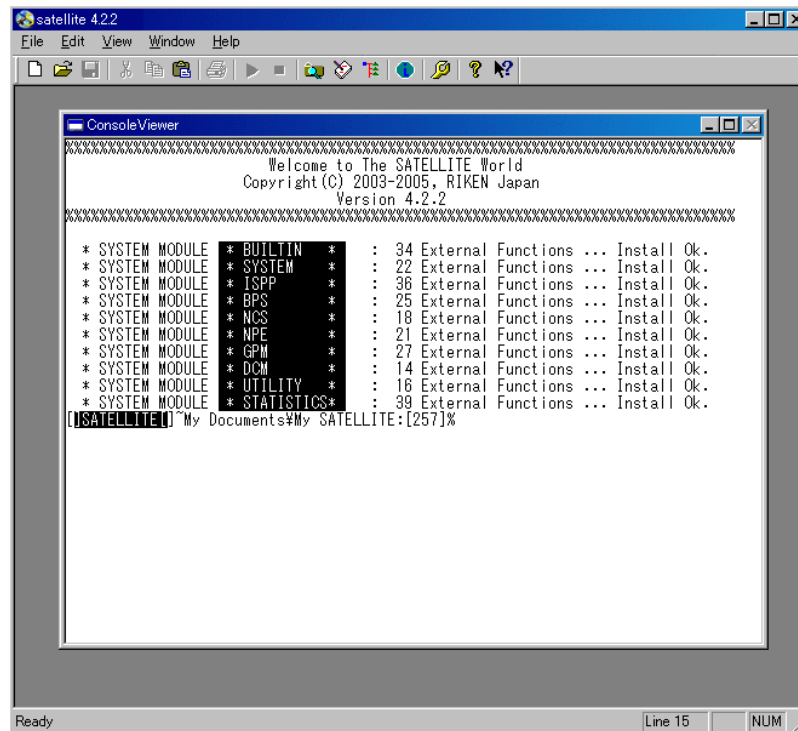 satellite 4.2.2
File Edit View Window Help
ConsoleViewer
%%%%%%%%%%%%%%%%%%%%%%%%%%%%%%%%%%%%%%%%%%%%%%%%%%%%%%%%%%%%%%%%%%%%%%%%%%%%%%%%
Welcome to The SATELLITE World
Copyright(C) 2003-2005, RIKEN Japan
Version 4.2.2
%%%%%%%%%%%%%%%%%%%%%%%%%%%%%%%%%%%%%%%%%%%%%%%%%%%%%%%%%%%%%%%%%%%%%%%%%%%%%%%%
* SYSTEM MODULE * BUILTIN * : 34 External Functions ... Install Ok.
* SYSTEM MODULE * SYSTEM * : 22 External Functions ... Install Ok.
* SYSTEM MODULE * ISPP * : 36 External Functions ... Install Ok.
* SYSTEM MODULE * BPS * : 25 External Functions ... Install Ok.
* SYSTEM MODULE * NCS * : 18 External Functions ... Install Ok.
* SYSTEM MODULE * NPE * : 21 External Functions ... Install Ok.
* SYSTEM MODULE * GPM * : 27 External Functions ... Install Ok.
* SYSTEM MODULE * DCM * : 14 External Functions ... Install Ok.
* SYSTEM MODULE * UTILITY * : 16 External Functions ... Install Ok.
* SYSTEM MODULE * STATISTICS* : 39 External Functions ... Install Ok.
[]SATELLITE[]~My Documents¥My SATELLITE:[257]%
Ready Line 15 NUM